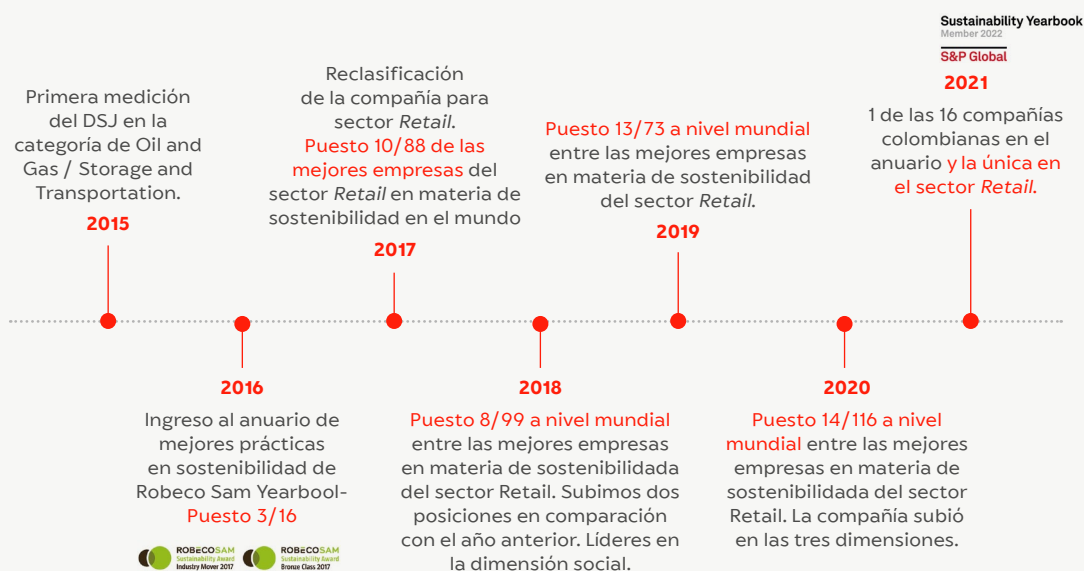 Primera medición
del DSJ en la
categoría de Oil and
Gas / Storage and
Transportation.
2015
Ingreso al anuario de
mejores prácticas
en sostenibilidad de
Robeco Sam Yearbool-
Puesto 3/16
2016
ROBECOSAM
Sustainability Award
Industry Mover 2017
ROBECOSAM
Sustainability Award
Bronze Class 2017
Reclasificación
de la compañía para
sector Retail.
Puesto 10/88 de las
mejores empresas del
sector Retail en materia de
sostenibilidad en el mundo
2017
2018
Puesto 8/99 a nivel mundial
entre las mejores empresas
en materia de sostenibilidada
del sector Retail. Subimos dos
posiciones en comparación
con el año anterior. Líderes en
la dimensión social.
Puesto 13/73 a nivel mundial
entre las mejores empresas
en materia de sostenibilidad
del sector Retail.
2019
2020
Puesto 14/116 a nivel
mundial entre las mejores
empresas en materia de
sostenibilidada del sector
Retail. La compañía subió
en las tres dimensiones.
Sustainability Yearbook
Member 2022
S&P Global
2021
1 de las 16 compañías
colombianas en el
anuario y la única en
el sector Retail.